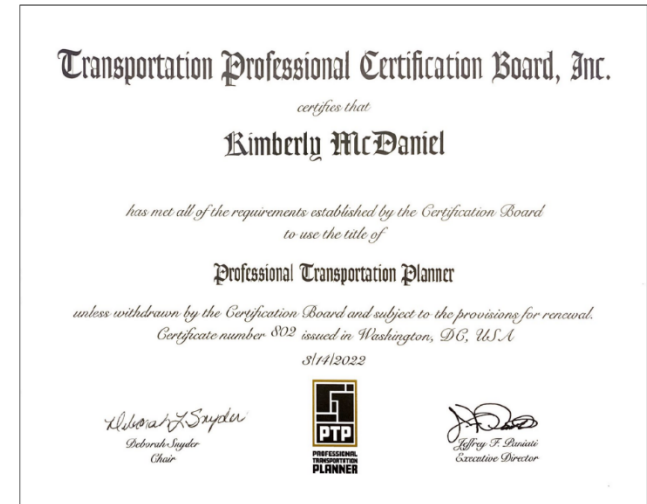 Transportation Professional Certification Board, Inc.
certifies that
Kimberly McDaniel
has met all of the requirements established by the Certification Board
to use the title of
Professional Transportation Planner
unless withdrawn by the Certification Board and subject to the provisions for renewal.
Certificate number 802 issued in Washington, DC, USA
3/14/2022
Deborah L Snyder
Deborah Snyder
Chair
PTP
PROFESSIONAL
TRANSPORTATION
PLANNER
Jeffrey F. Paniati
Executive Director